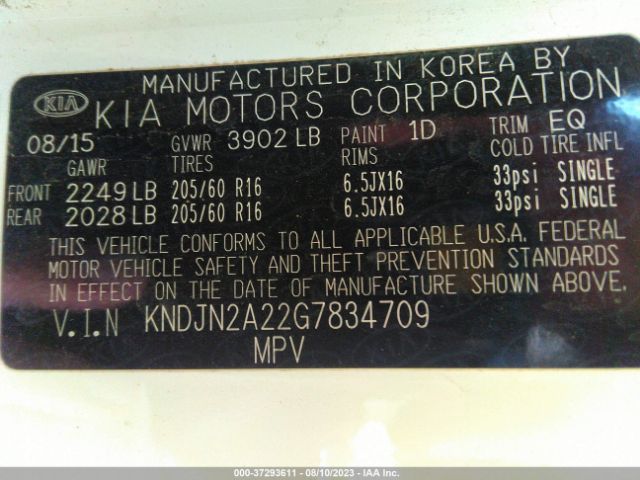 MANUFACTURED IN KOREA BY
KIA KIA MOTORS CORPORATION
08/15 GVWR 3902 LB PAINT 1D TRIM EQ
GAWR TIRES RIMS COLD TIRE INFL
FRONT 2249 LB 205/60 R16 6.5JX16 33psi SINGLE
REAR 2028 LB 205/60 R16 6.5JX16 33psi SINGLE
THIS VEHICLE CONFORMS TO ALL APPLICABLE U.S.A. FEDERAL
MOTOR VEHICLE SAFETY AND THEFT PREVENTION STANDARDS
IN EFFECT ON THE DATE OF MANUFACTURE SHOWN ABOVE.
V.I.N KNDJN2A22G7834709
MPV
000-37293611 - 08/10/2023 - IAA Inc.